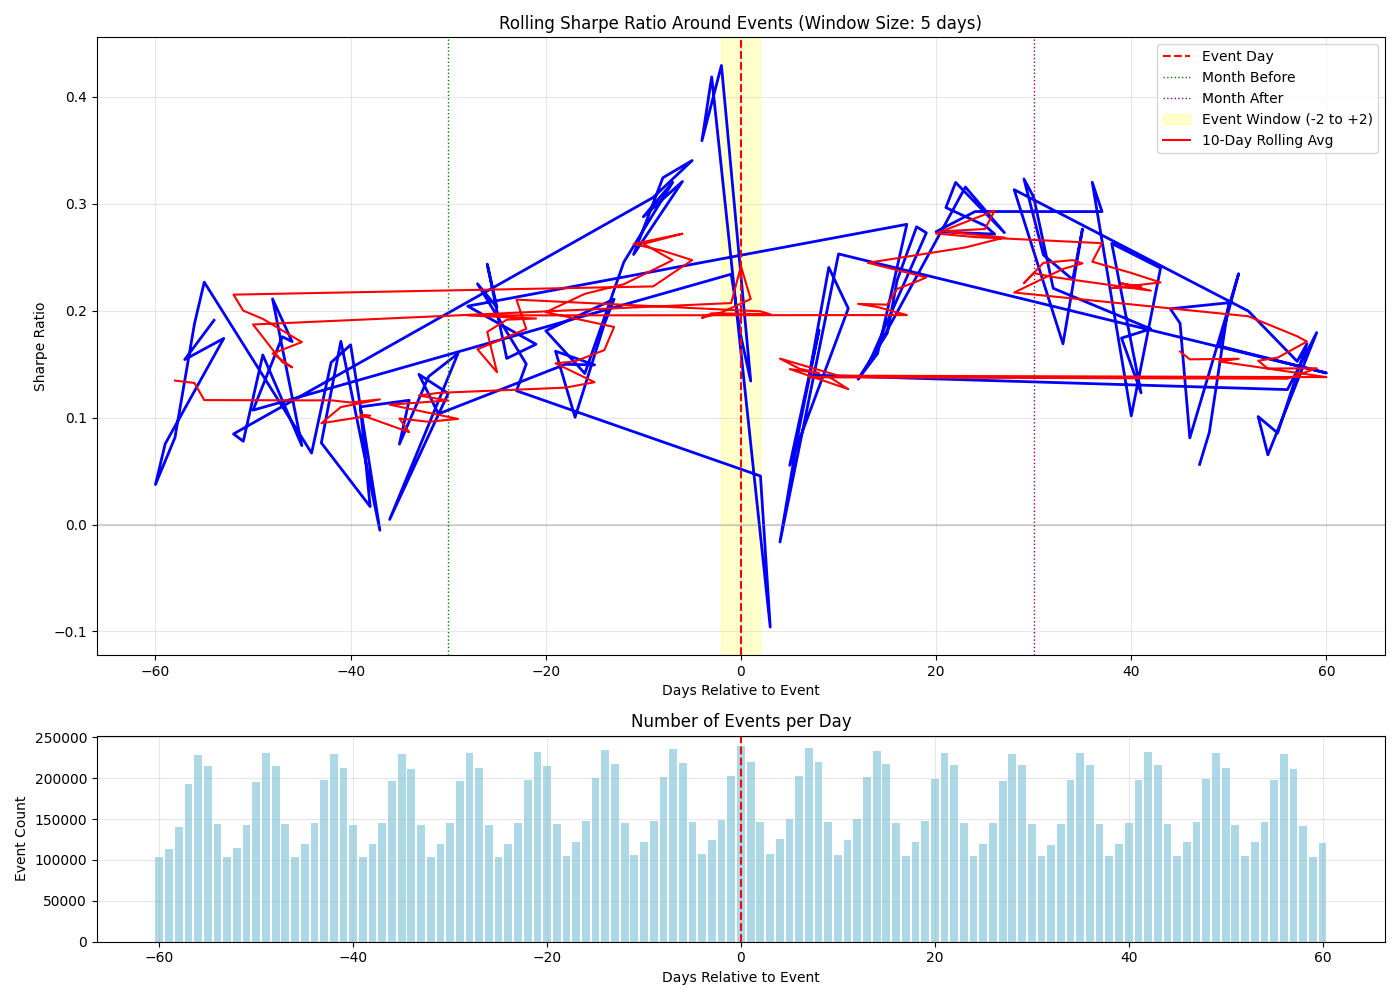 Rolling Sharpe Ratio Around Events (Window Size: 5 days)
Event Day
Month Before
Month After
Event Window (-2 to +2)
10-Day Rolling Avg
Sharpe Ratio
0.4
0.3
0.2
0.1
0.0
−0.1
−60 −40 −20 0 20 40 60
Days Relative to Event
Number of Events per Day
Event Count
250000
200000
150000
100000
50000
0
−60 −40 −20 0 20 40 60
Days Relative to Event